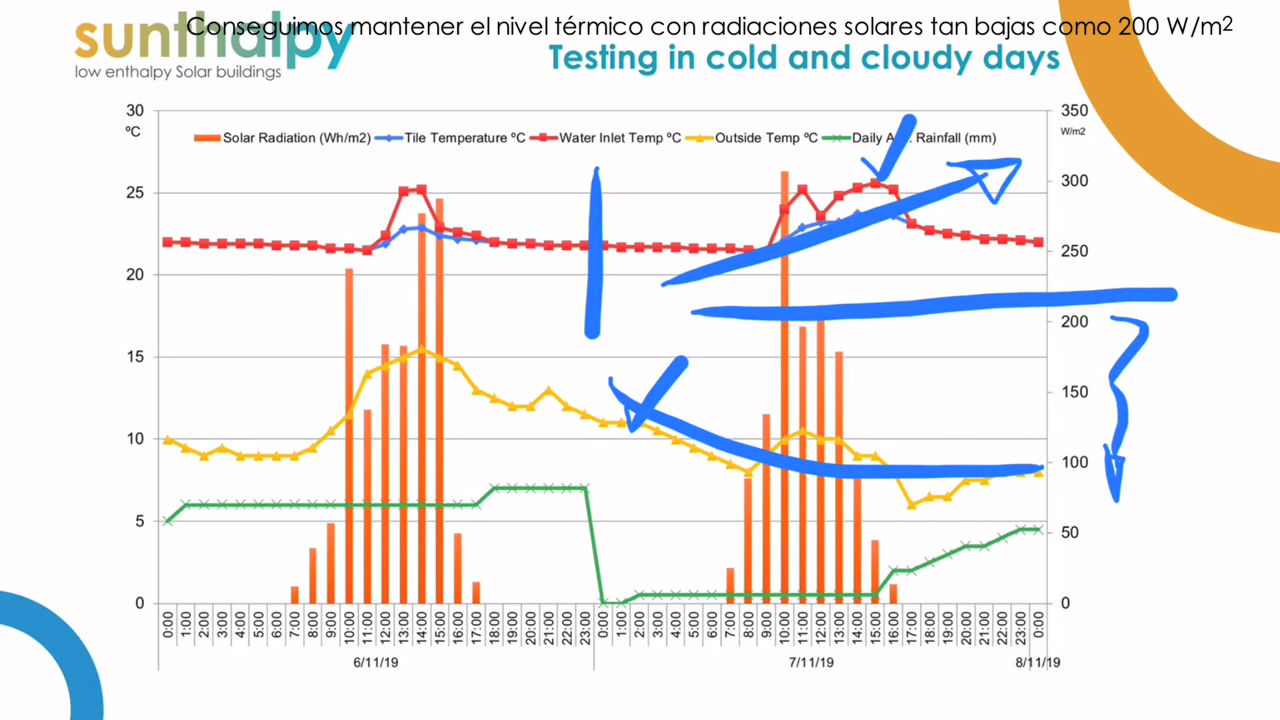 Conseguimos mantener el nivel térmico con radiaciones solares tan bajas como 200 W/m2
sunthalpy
low enthalpy Solar buildings
Testing in cold and cloudy days
30
ºC
25
20
15
10
5
0
Solar Radiation (Wh/m2) Tile Temperature ºC Water Inlet Temp ºC Outside Temp ºC Daily Rainfall (mm)
350
W/m2
300
250
200
150
100
50
0
0:00 1:00 2:00 3:00 4:00 5:00 6:00 7:00 8:00 9:00 10:00 11:00 12:00 13:00 14:00 15:00 16:00 17:00 18:00 19:00 20:00 21:00 22:00 23:00 0:00 1:00 2:00 3:00 4:00 5:00 6:00 7:00 8:00 9:00 10:00 11:00 12:00 13:00 14:00 15:00 16:00 17:00 18:00 19:00 20:00 21:00 22:00 23:00 0:00
6/11/19 7/11/19 8/11/19